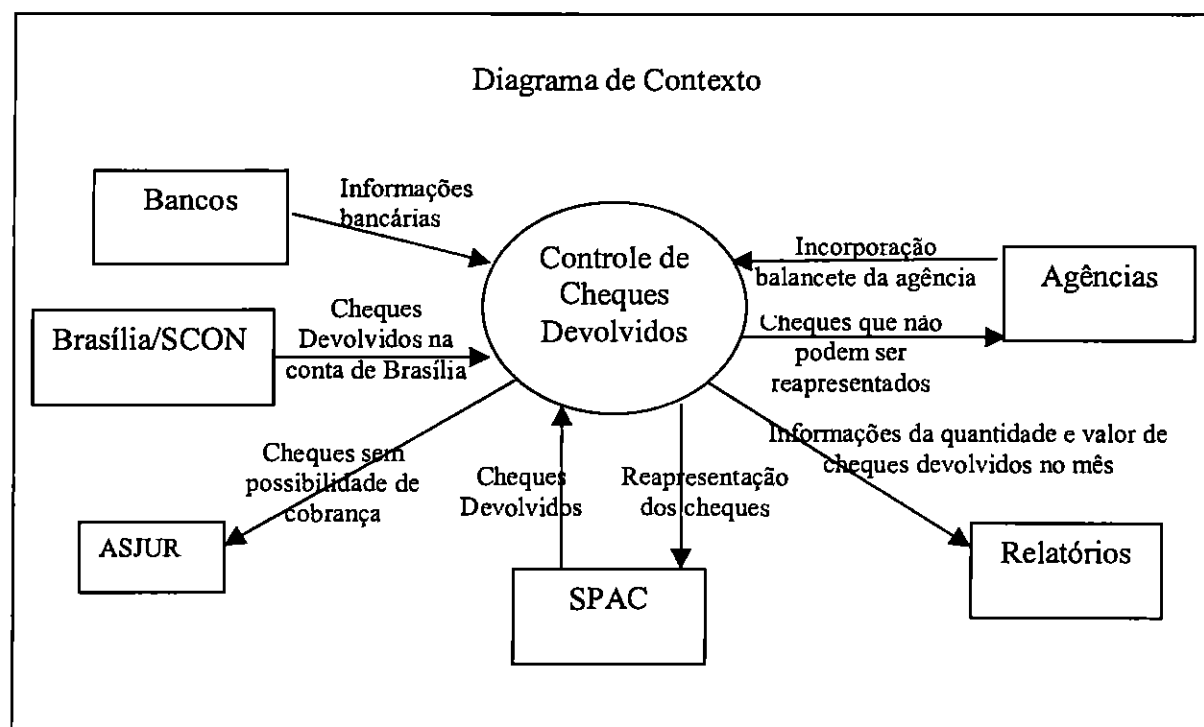 Diagrama de Contexto
Bancos
Informações
bancárias
Controle de
Cheques
Devolvidos
Incorporação
balancete da agência
Agências
Brasília/SCON
Cheques
Devolvidos na
conta de Brasília
Cheques que não
podem ser
reapresentados
Cheques sem
possibilidade de
cobrança
Cheques
Devolvidos
Reapresentação
dos cheques
Informações da quantidade e valor de
cheques devolvidos no mês
ASJUR
SPAC
Relatórios